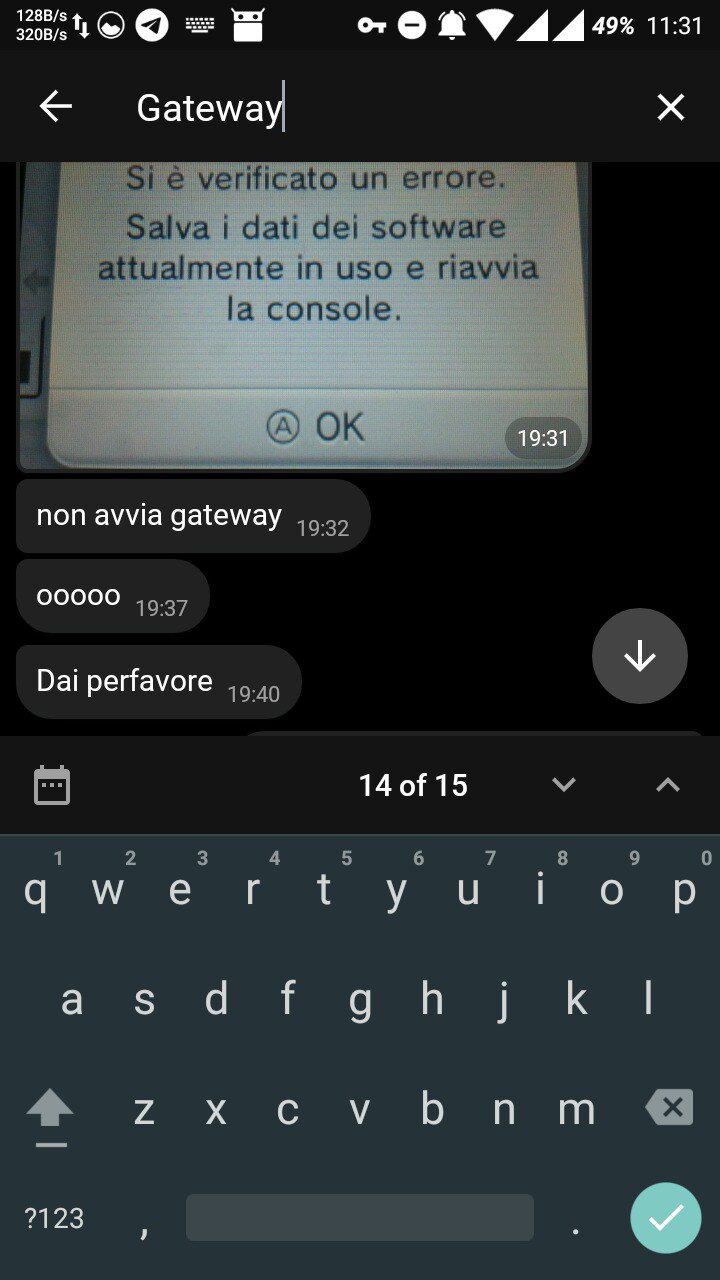 128B/s
320B/s
49% 11:31
Gateway
Si è verificato un errore.
Salva i dati dei software
attualmente in uso e riavvia
la console.
A OK
19:31
non avvia gateway 19:32
ooooo 19:37
Dai perfavore 19:40
14 of 15
1 2 3 4 5 6 7 8 9 0
q w e r t y u i o p
a s d f g h j k l
z x c v b n m
?123 , .